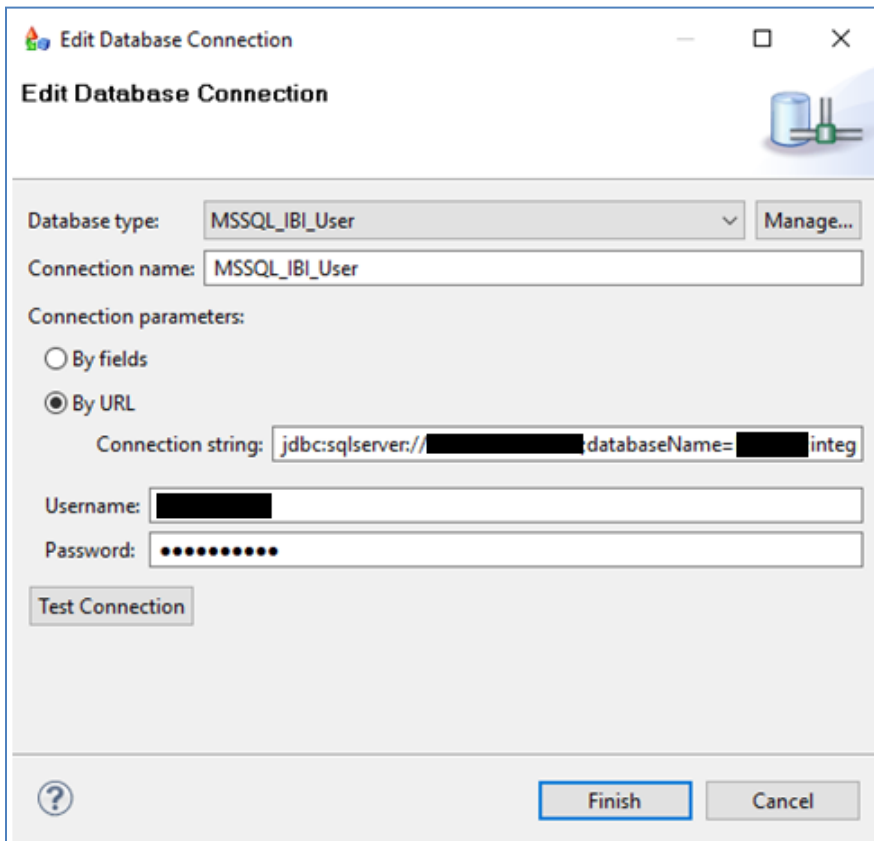 Edit Database Connection
Edit Database Connection
Database type: MSSQL_IBI_User Manage...
Connection name: MSSQL_IBI_User
Connection parameters:
By fields
By URL
Connection string: jdbc:sqlserver:// ;databaseName= integ
Username:
Password: ●●●●●●●●●●
Test Connection
?
Finish Cancel